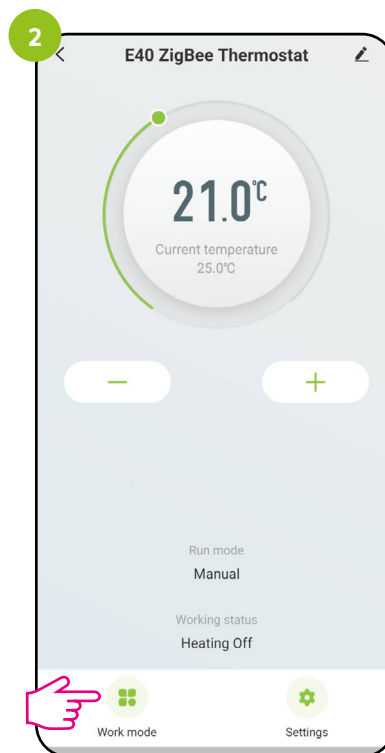 2
E40 ZigBee Thermostat
21.0℃
Current temperature
25.0℃
Run mode
Manual
Working status
Heating Off
Work mode
Settings